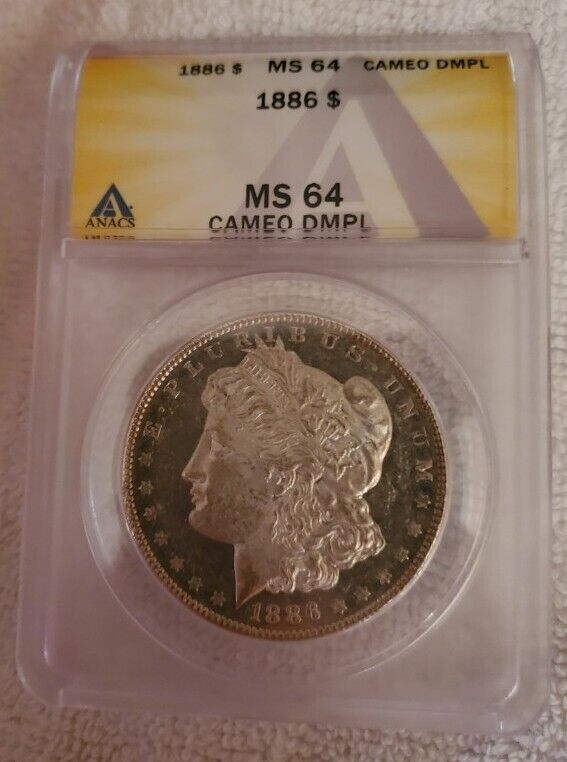 1886 $ MS 64 CAMEO DMPL
1886 $
MS 64
CAMEO DMPL
ANACS
E · PLURIBUS · UNUM
LIBERTY
1886